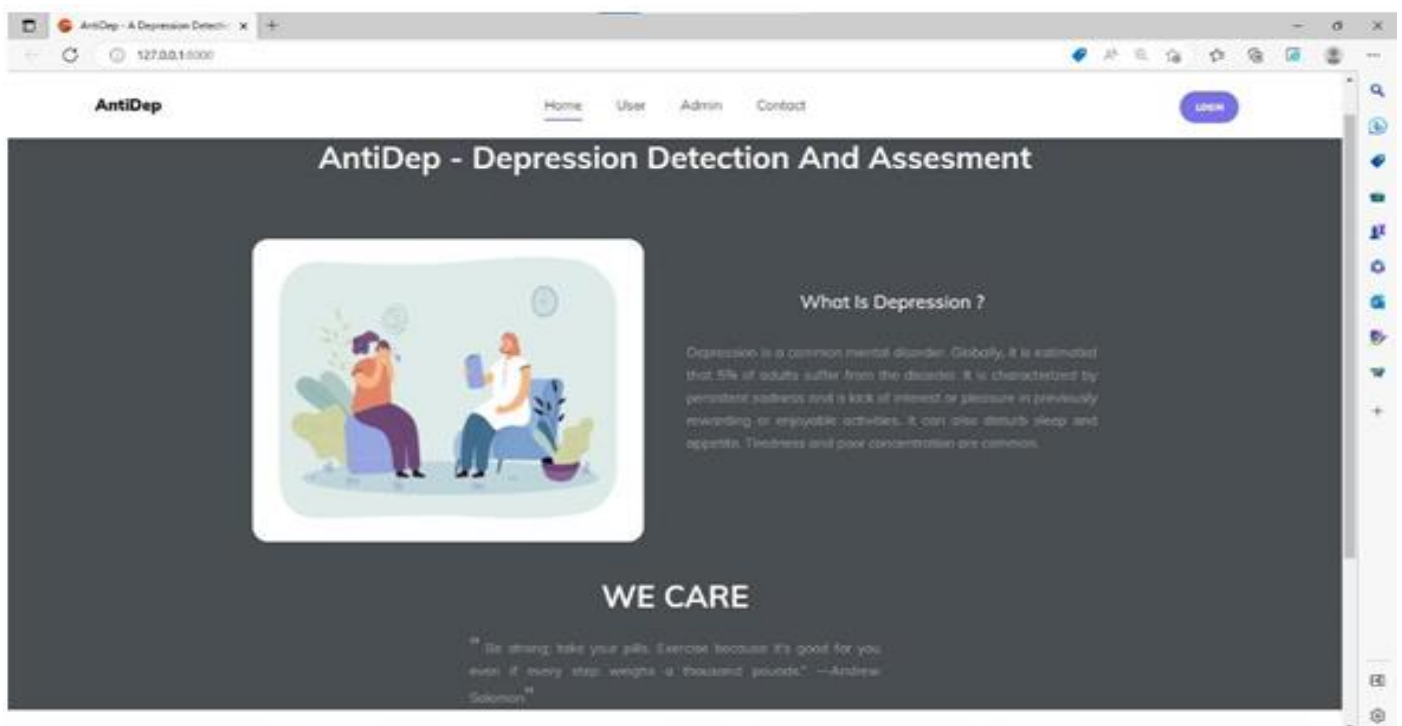 AntiDep - A Depression Detecti
127.0.0.1:8000
AntiDep
Home User Admin Contact
LOGIN
AntiDep - Depression Detection And Assesment
What Is Depression ?
Depression is a common mental disorder. Globally, it is estimated
that 5% of adults suffer from the disorder. It is characterized by
persistent sadness and a lack of interest or pleasure in previously
rewarding or enjoyable activities. It can also disturb sleep and
appetite. Tiredness and poor concentration are common.
WE CARE
" Be strong; take your pills. Exercise because it's good for you
even if every step weighs a thousand pounds." —Andrew
Solomon"